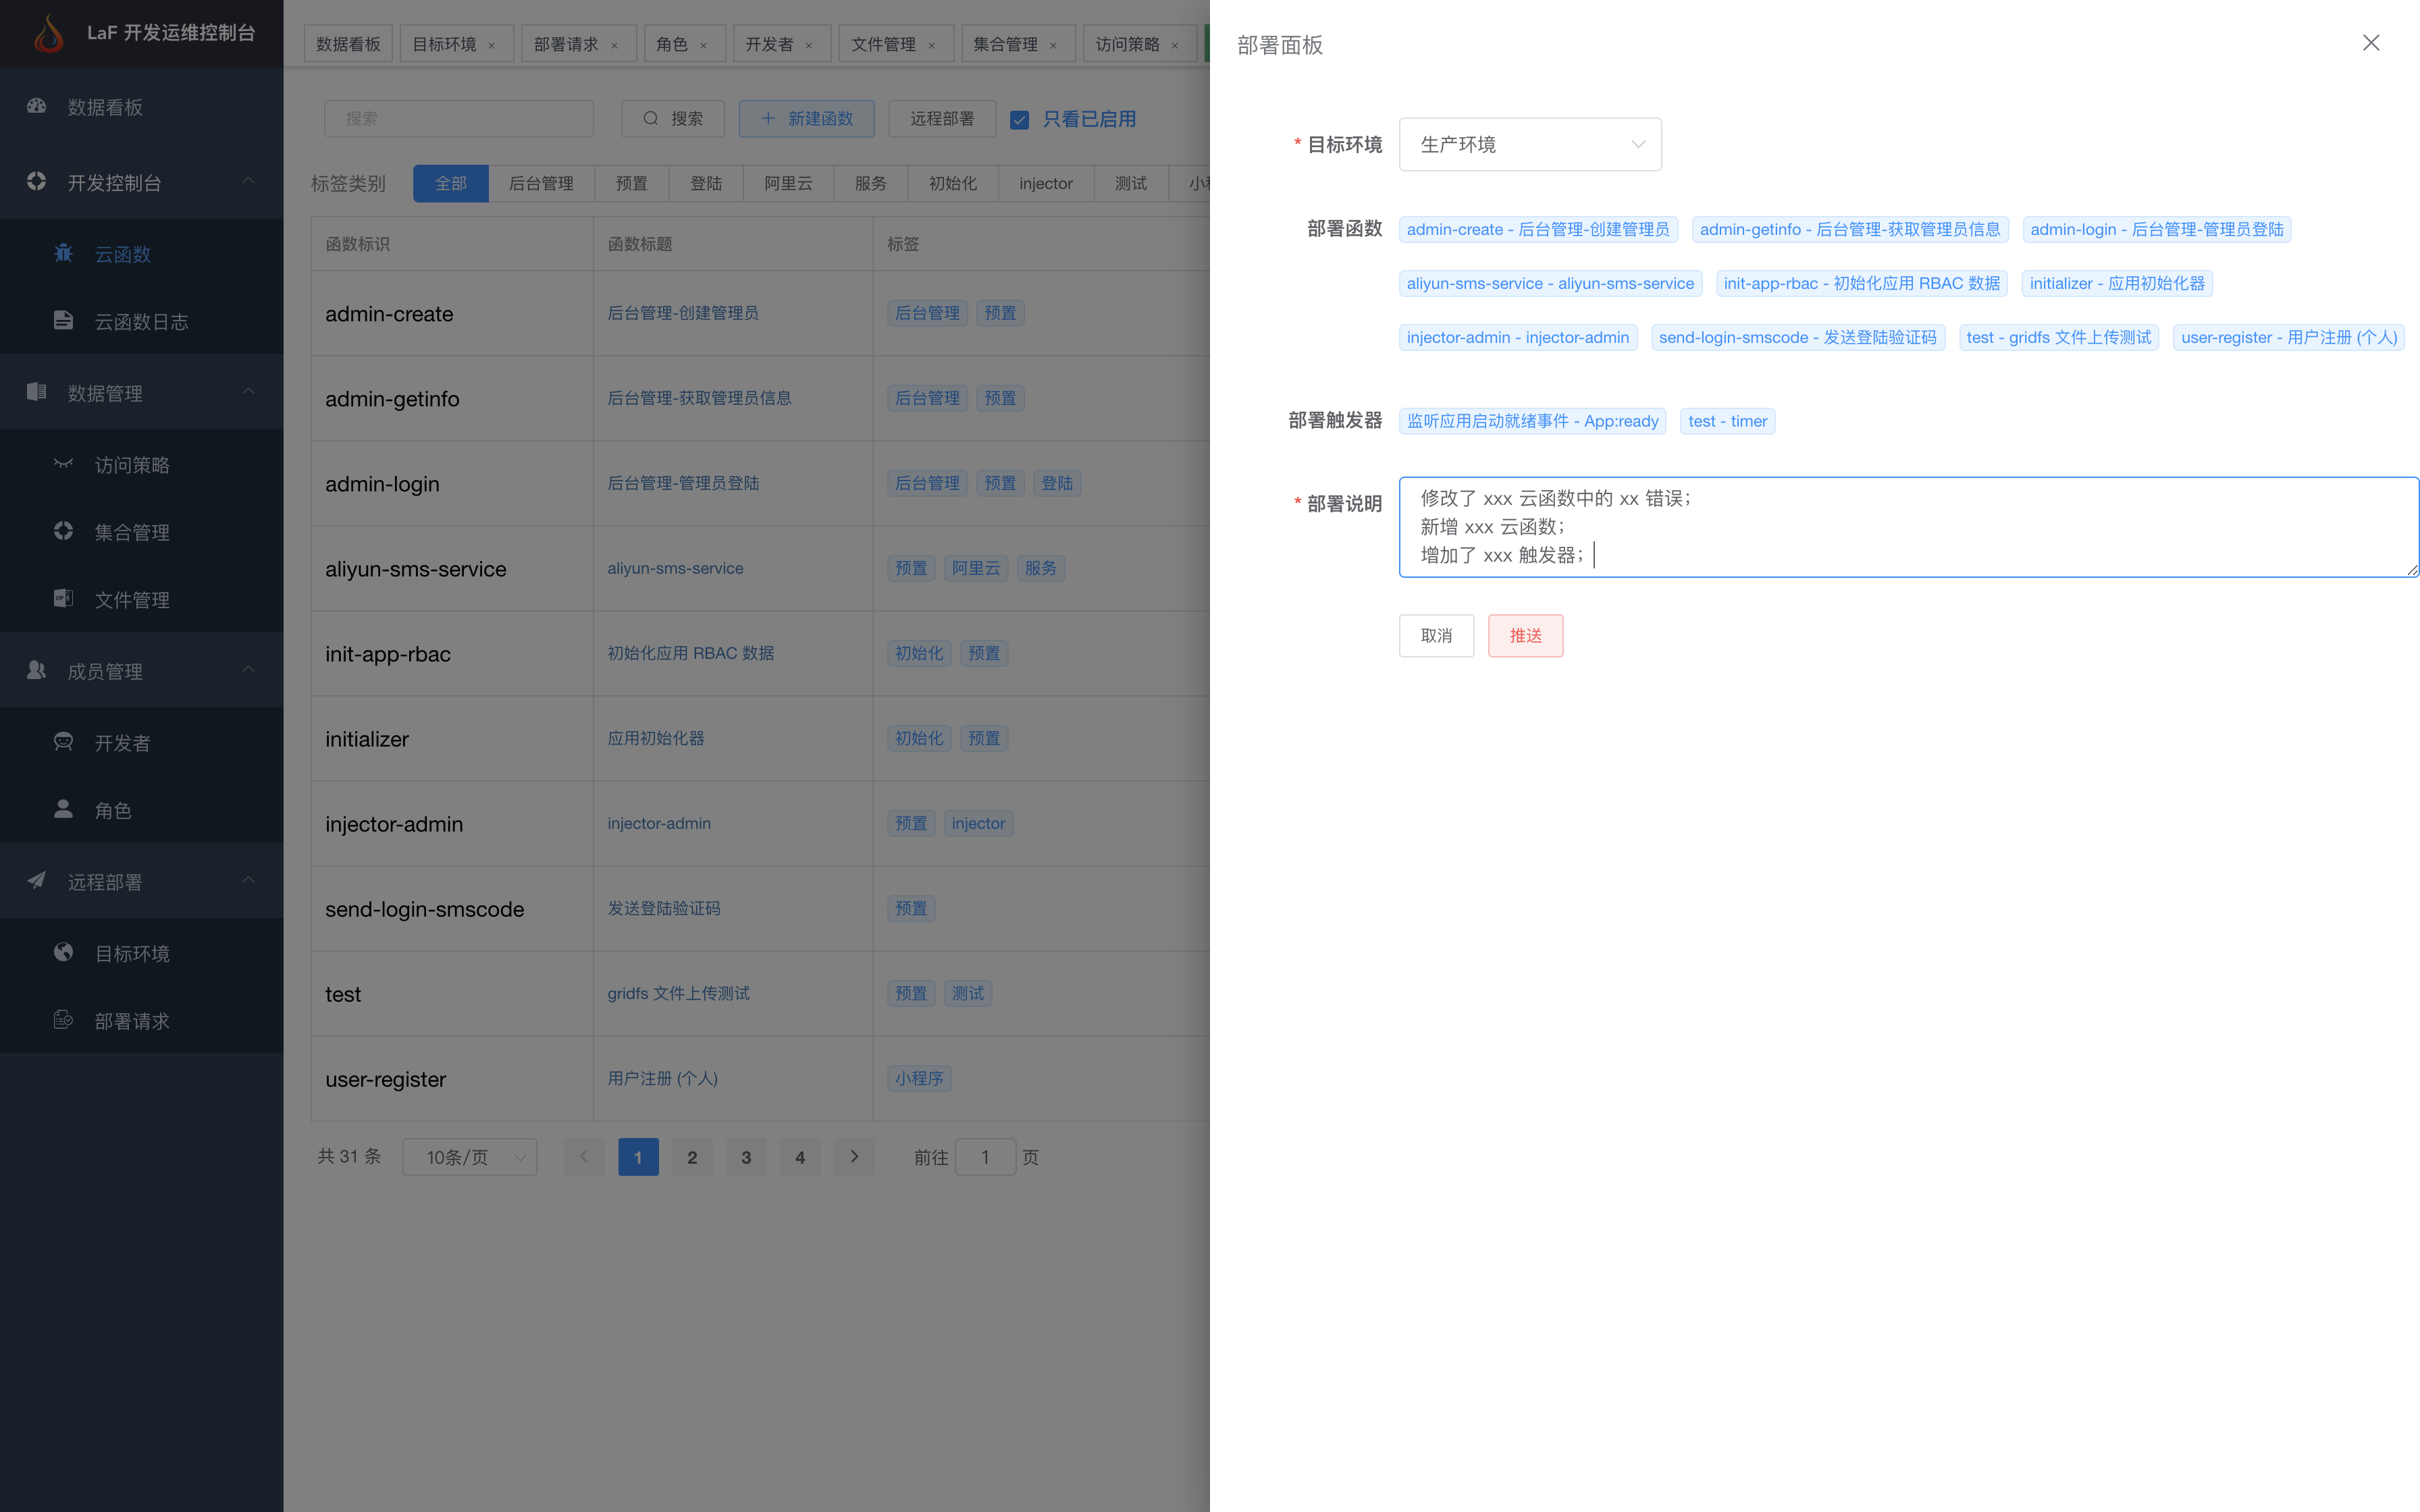 LaF 开发运维控制台
数据看板
开发控制台
云函数
云函数日志
数据管理
访问策略
集合管理
文件管理
成员管理
开发者
角色
远程部署
目标环境
部署请求
数据看板 目标环境 × 部署请求 × 角色 × 开发者 × 文件管理 × 集合管理 × 访问策略 ×
搜索 搜索 新建函数 远程部署 只看已启用
标签类别 全部 后台管理 预置 登陆 阿里云 服务 初始化 injector 测试
函数标识 函数标题 标签
admin-create 后台管理-创建管理员 后台管理 预置
admin-getinfo 后台管理-获取管理员信息 后台管理 预置
admin-login 后台管理-管理员登陆 后台管理 预置 登陆
aliyun-sms-service aliyun-sms-service 预置 阿里云 服务
init-app-rbac 初始化应用 RBAC 数据 初始化 预置
initializer 应用初始化器 初始化 预置
injector-admin injector-admin 预置 injector
send-login-smscode 发送登陆验证码 预置
test gridfs 文件上传测试 预置 测试
user-register 用户注册 (个人) 小程序
共 31 条 10条/页 1 2 3 4 前往 1 页
部署面板
* 目标环境 生产环境
部署函数 admin-create - 后台管理-创建管理员 admin-getinfo - 后台管理-获取管理员信息 admin-login - 后台管理-管理员登陆
aliyun-sms-service - aliyun-sms-service init-app-rbac - 初始化应用 RBAC 数据 initializer - 应用初始化器
injector-admin - injector-admin send-login-smscode - 发送登陆验证码 test - gridfs 文件上传测试 user-register - 用户注册 (个人)
部署触发器 监听应用启动就绪事件 - App:ready test - timer
* 部署说明 修改了 xxx 云函数中的 xx 错误；
新增 xxx 云函数；
增加了 xxx 触发器；
取消 推送